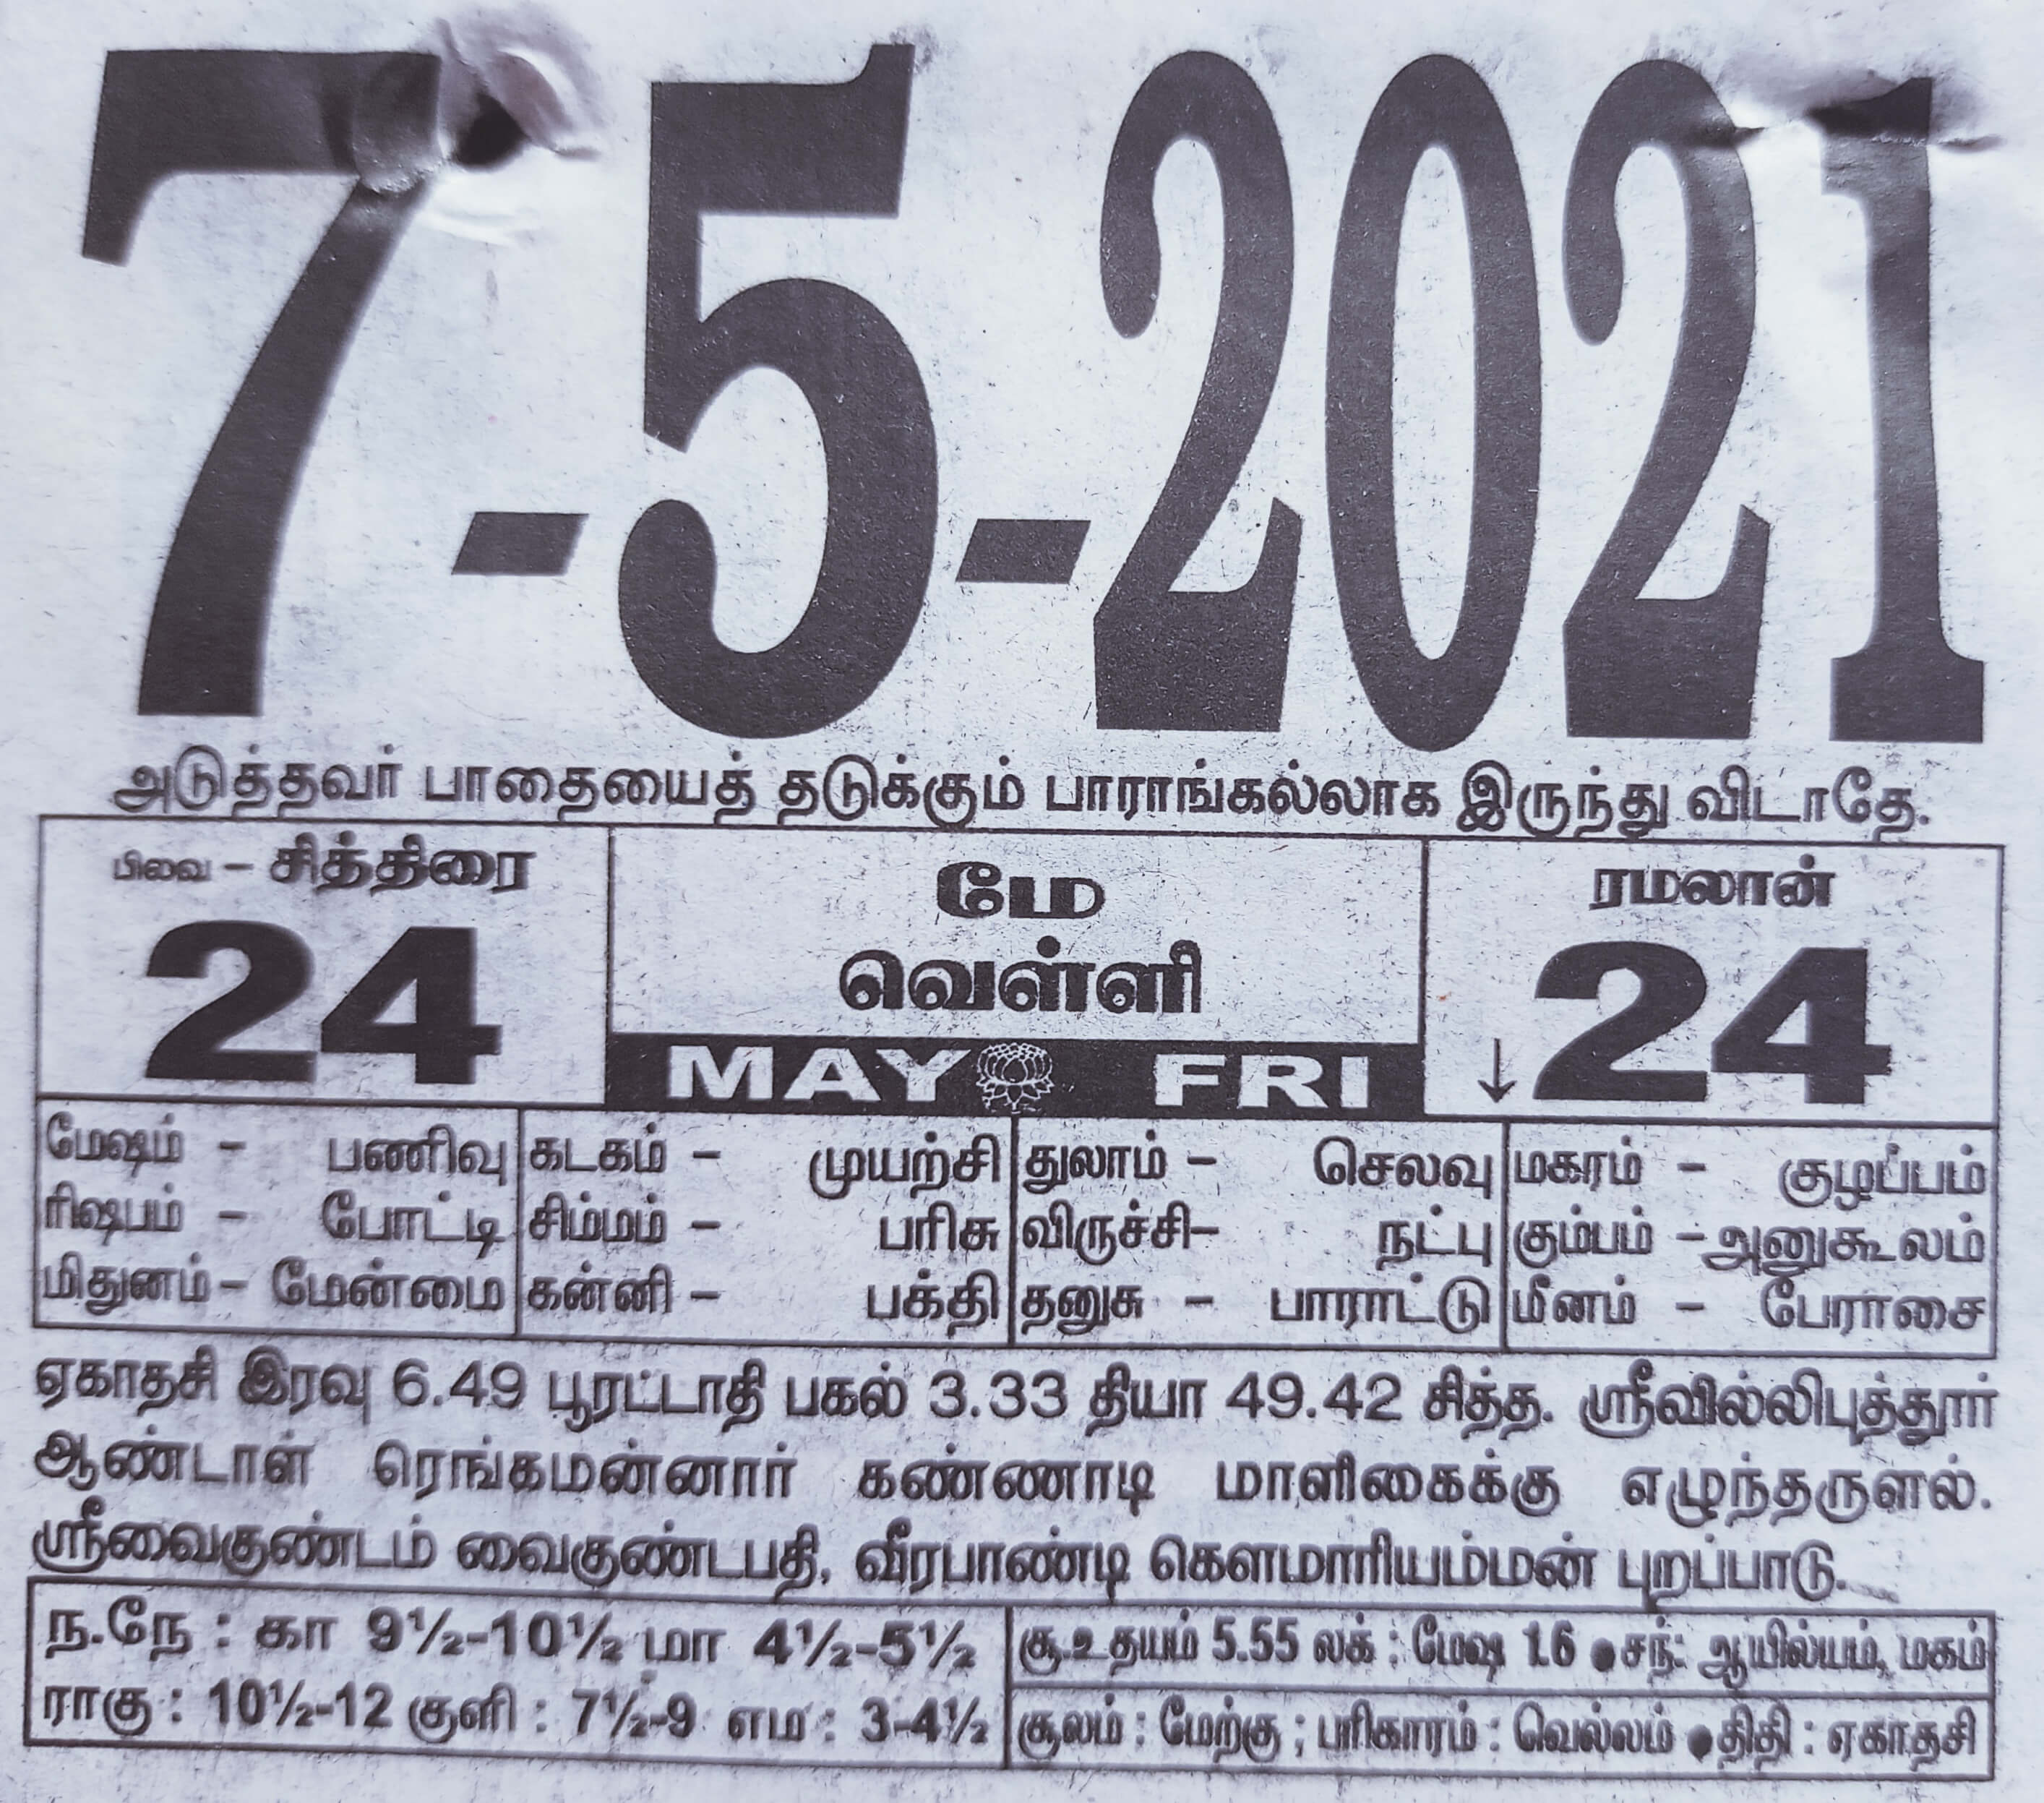 7-5-2021
அடுத்தவர் பாதையைத் தடுக்கும் பாராங்கல்லாக இருந்து விடாதே.
பிலவ – சித்திரை
24
மே
வெள்ளி
MAY FRI
ரமலான்
↓ 24
மேஷம் – பணிவு
ரிஷபம் – போட்டி
மிதுனம் – மேன்மை
கடகம் – முயற்சி
சிம்மம் – பரிசு
கன்னி – பக்தி
துலாம் – செலவு
விருச்சி– நட்பு
தனுசு – பாராட்டு
மகரம் – குழப்பம்
கும்பம் –அனுகூலம்
மீனம் – பேராசை
ஏகாதசி இரவு 6.49 பூரட்டாதி பகல் 3.33 தியா 49.42 சித்த. ஸ்ரீவில்லிபுத்தூர்
ஆண்டாள் ரெங்கமன்னார் கண்ணாடி மாளிகைக்கு எழுந்தருளல்.
ஸ்ரீவைகுண்டம் வைகுண்டபதி, வீரபாண்டி கௌமாரியம்மன் புறப்பாடு.
ந.நே : கா 9½-10½ மா 4½-5½
ராகு : 10½-12 குளி : 7½-9 எம : 3-4½
சூ.உதயம் 5.55 லக் : மேஷ 1.6 ●சந்: ஆயில்யம், மகம்
சூலம் : மேற்கு ; பரிகாரம் : வெல்லம் ●திதி : ஏகாதசி